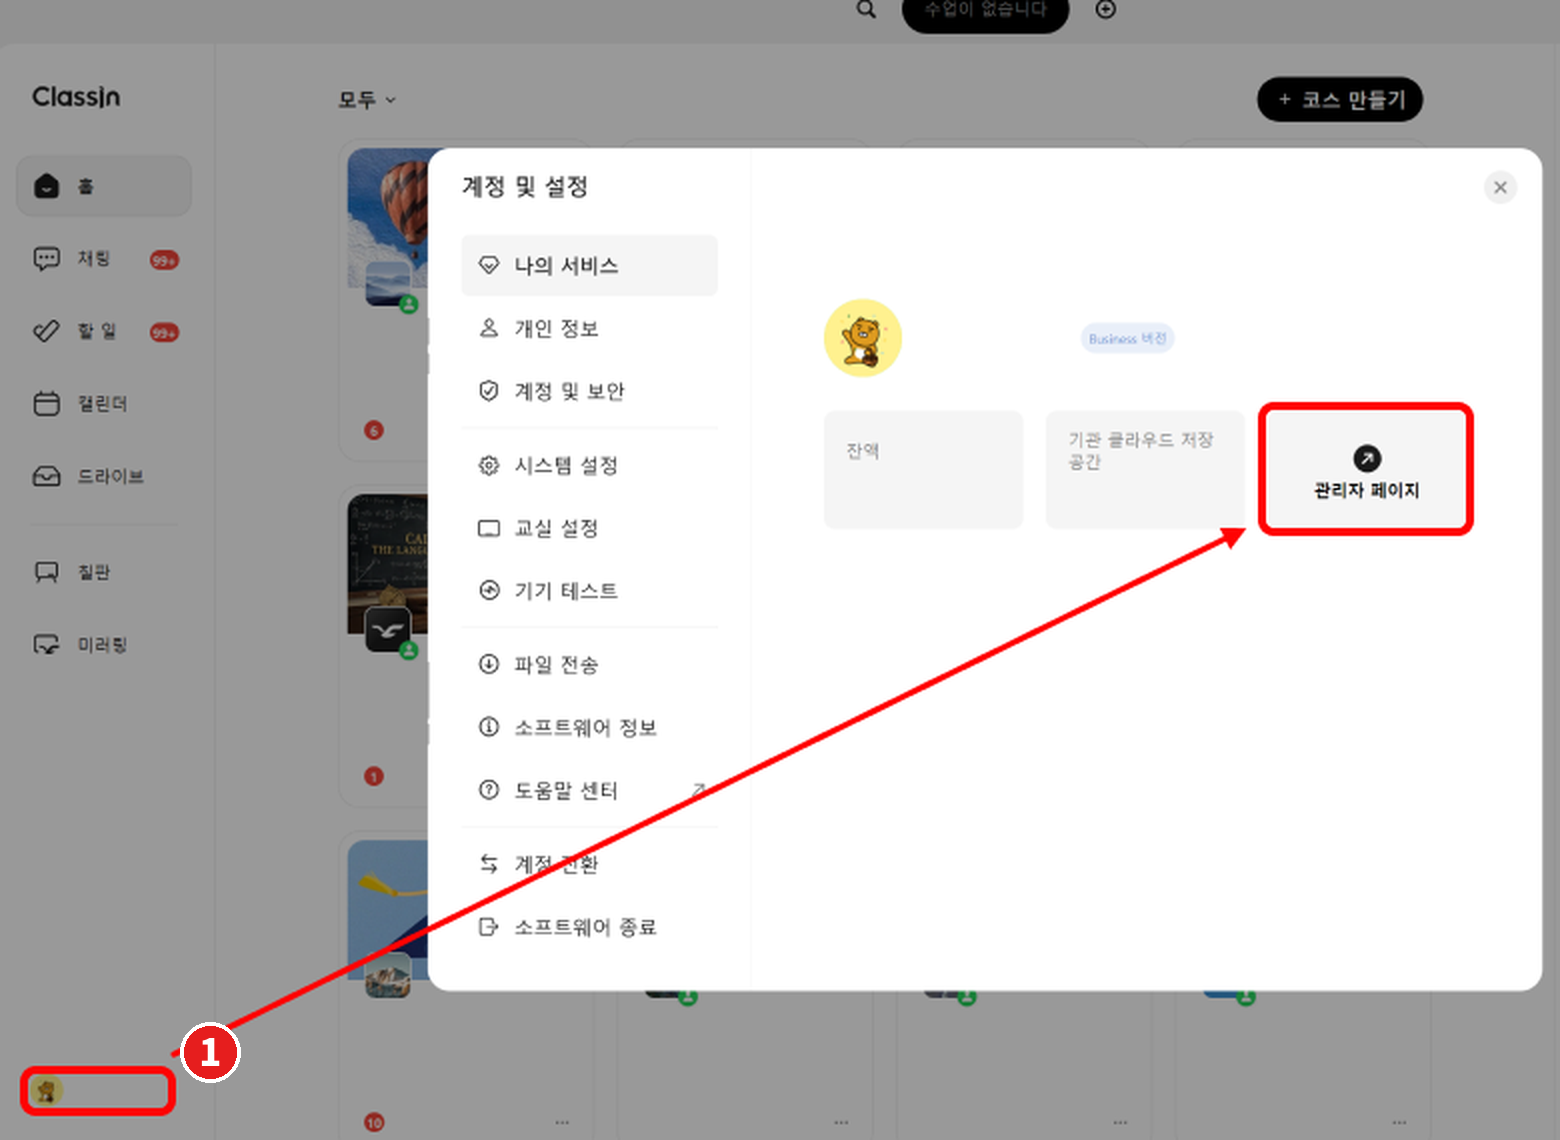 수업이 없습니다
ClassIn
모두
+ 코스 만들기
홈
채팅 99+
할 일 99+
캘린더
드라이브
칠판
미러링
6
CAL
THE LANGU
1
10
계정 및 설정
나의 서비스
개인 정보
계정 및 보안
시스템 설정
교실 설정
기기 테스트
파일 전송
소프트웨어 정보
도움말 센터
계정 전환
소프트웨어 종료
Business 버전
잔액
기관 클라우드 저장
공간
관리자 페이지
1